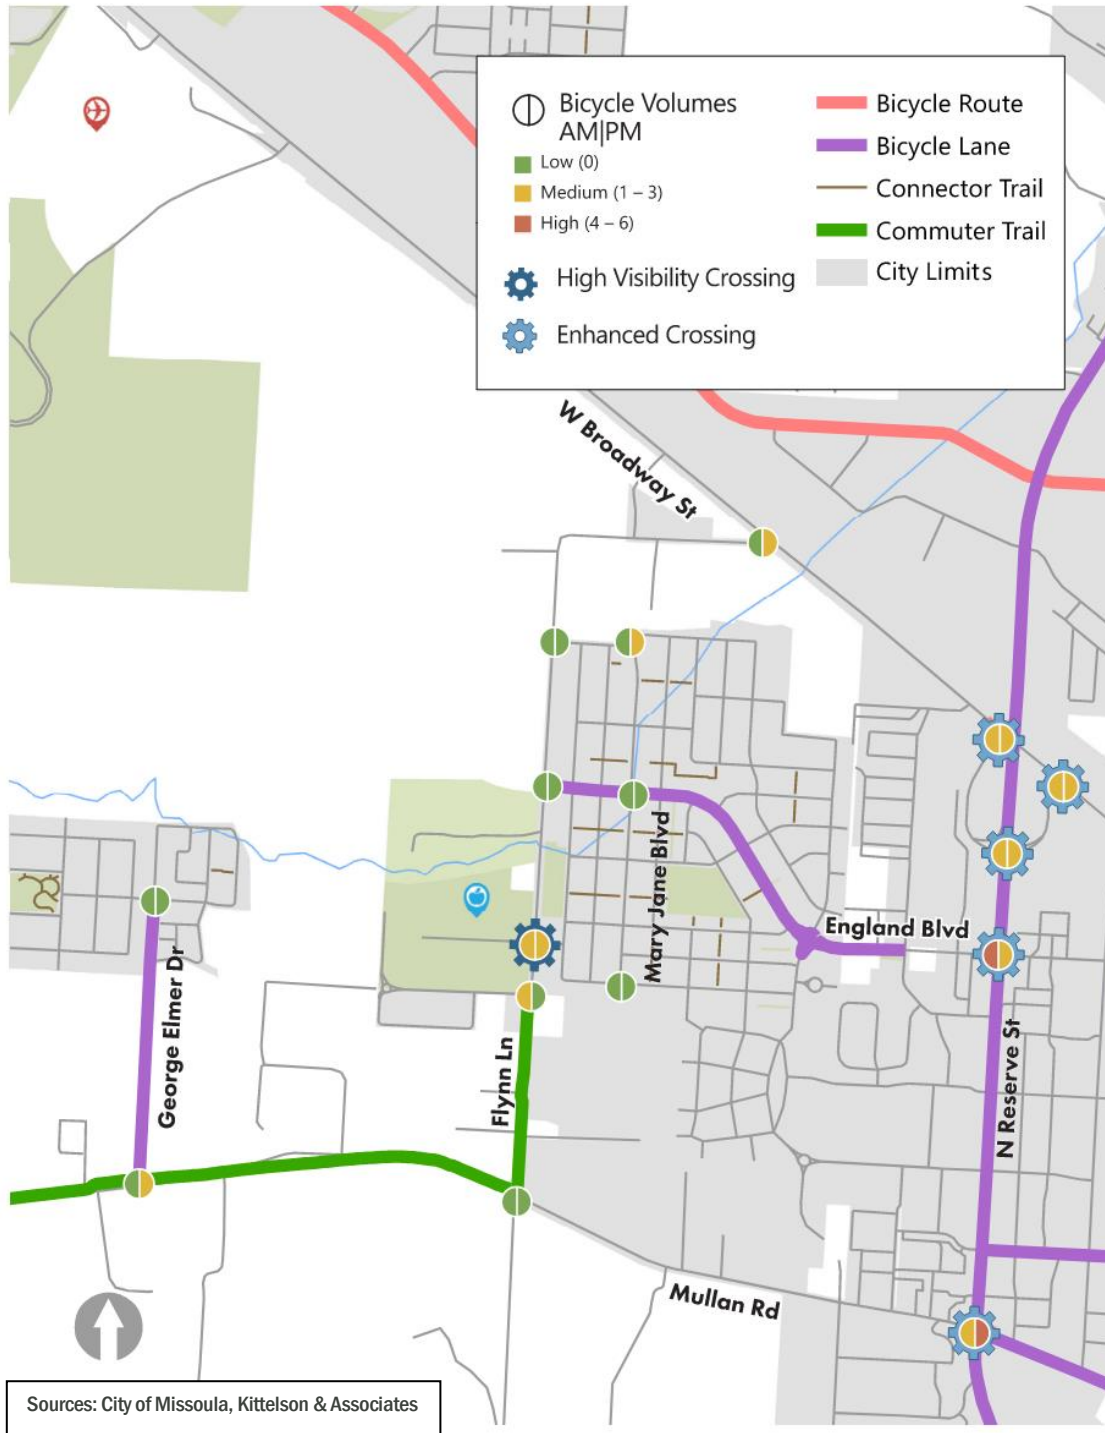 Bicycle Volumes
AM|PM
Low (0)
Medium (1 – 3)
High (4 – 6)
High Visibility Crossing
Enhanced Crossing
Bicycle Route
Bicycle Lane
Connector Trail
Commuter Trail
City Limits
W Broadway St
Mary Jane Blvd
England Blvd
George Elmer Dr
Flynn Ln
N Reserve St
Mullan Rd
Sources: City of Missoula, Kittelson & Associates